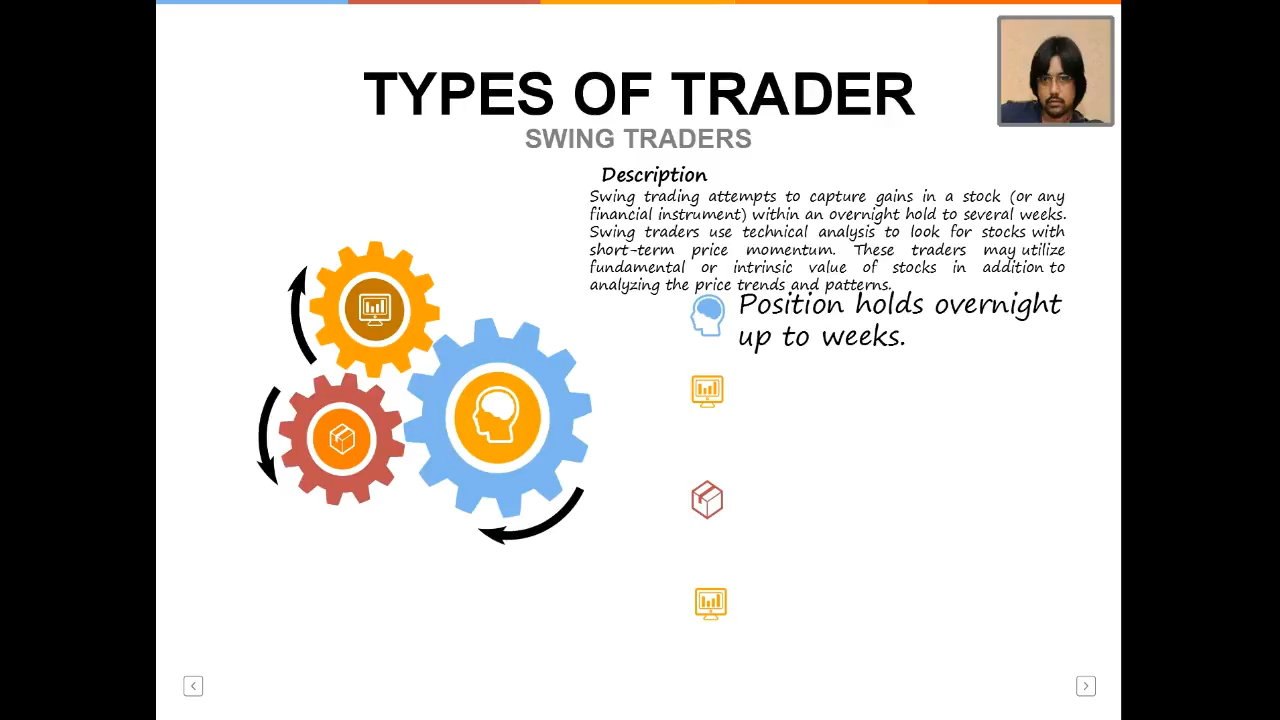 TYPES OF TRADER
SWING TRADERS
Description
Swing trading attempts to capture gains in a stock (or any
financial instrument) within an overnight hold to several weeks.
Swing traders use technical analysis to look for stocks with
short-term price momentum. These traders may utilize
fundamental or intrinsic value of stocks in addition to
analyzing the price trends and patterns.
Position holds overnight
up to weeks.